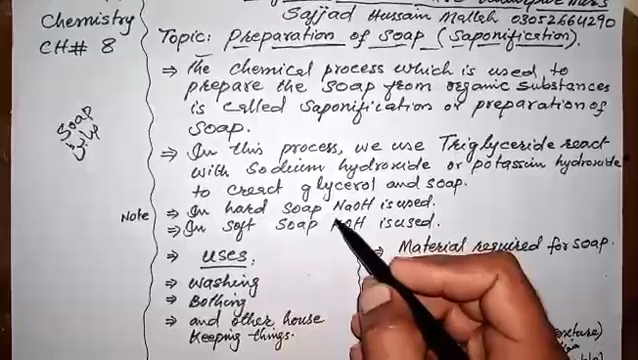 Chemistry
CH# 8
Sajjad Hussain Mallah 03052664290
Topic: Preparation of Soap (Saponification).
⇒ The chemical process which is used to
prepare the soap from organic substances
is called Saponification or preparation of
Soap.
⇒ In this process, we use Triglyceride react
with Sodium hydroxide or potassium hydroxide
to creact glycerol and soap.
Note ⇒ In hard Soap NaOH is used.
⇒ In soft Soap KOH is used.
⇒ Uses:
⇒ washing
⇒ Bothing
⇒ and other house
keeping things.
⇒ Material required for soap.
Soap